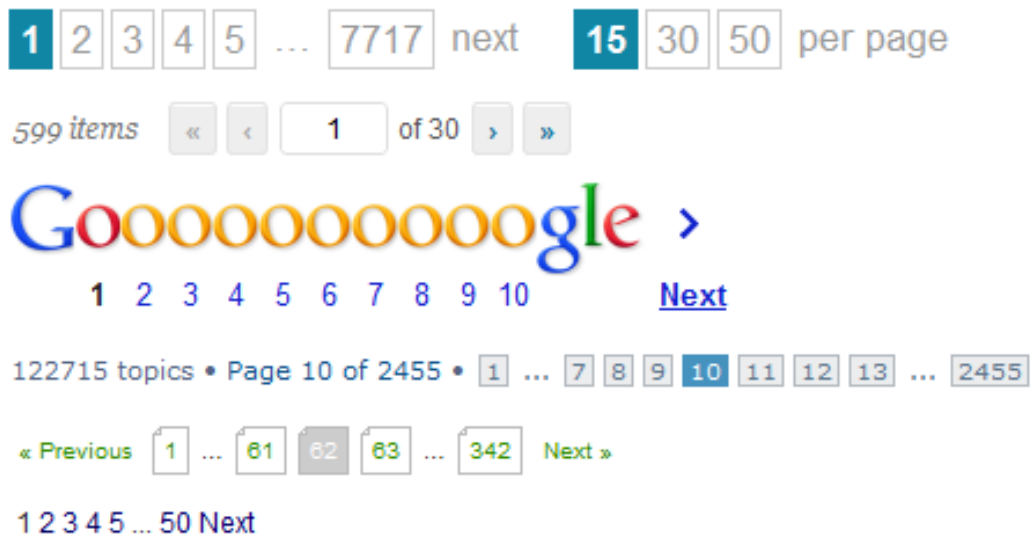 1 2 3 4 5 ... 7717 next 15 30 50 per page
599 items « ‹ 1 of 30 › »
Goooooooooogle >
1 2 3 4 5 6 7 8 9 10 Next
122715 topics • Page 10 of 2455 • 1 ... 7 8 9 10 11 12 13 ... 2455
« Previous 1 ... 61 62 63 ... 342 Next »
1 2 3 4 5 ... 50 Next